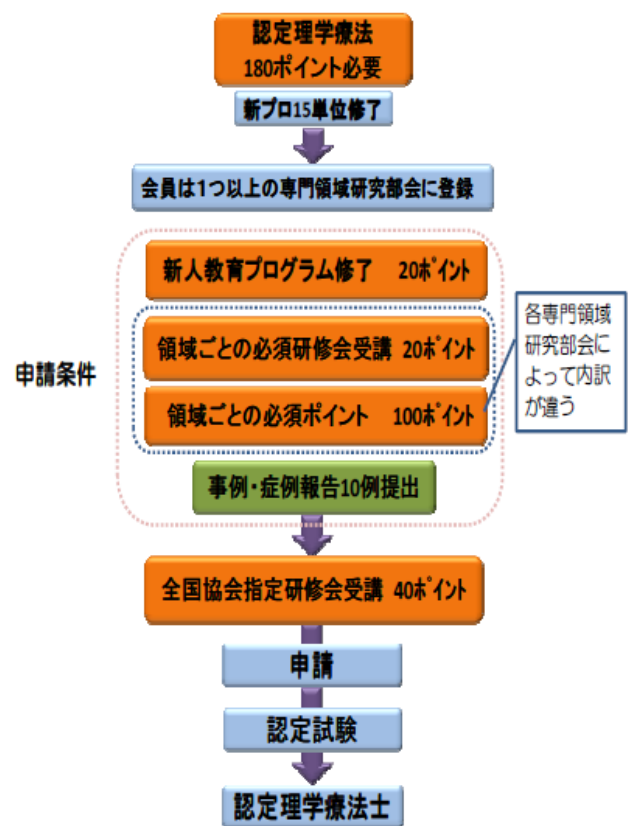 認定理学療法
180ポイント必要
新プロ15単位修了
会員は1つ以上の専門領域研究部会に登録
新人教育プログラム修了 20ポイント
領域ごとの必須研修会受講 20ポイント
領域ごとの必須ポイント 100ポイント
各専門領域
研究部会に
よって内訳
が違う
申請条件
事例・症例報告10例提出
全国協会指定研修会受講 40ポイント
申請
認定試験
認定理学療法士